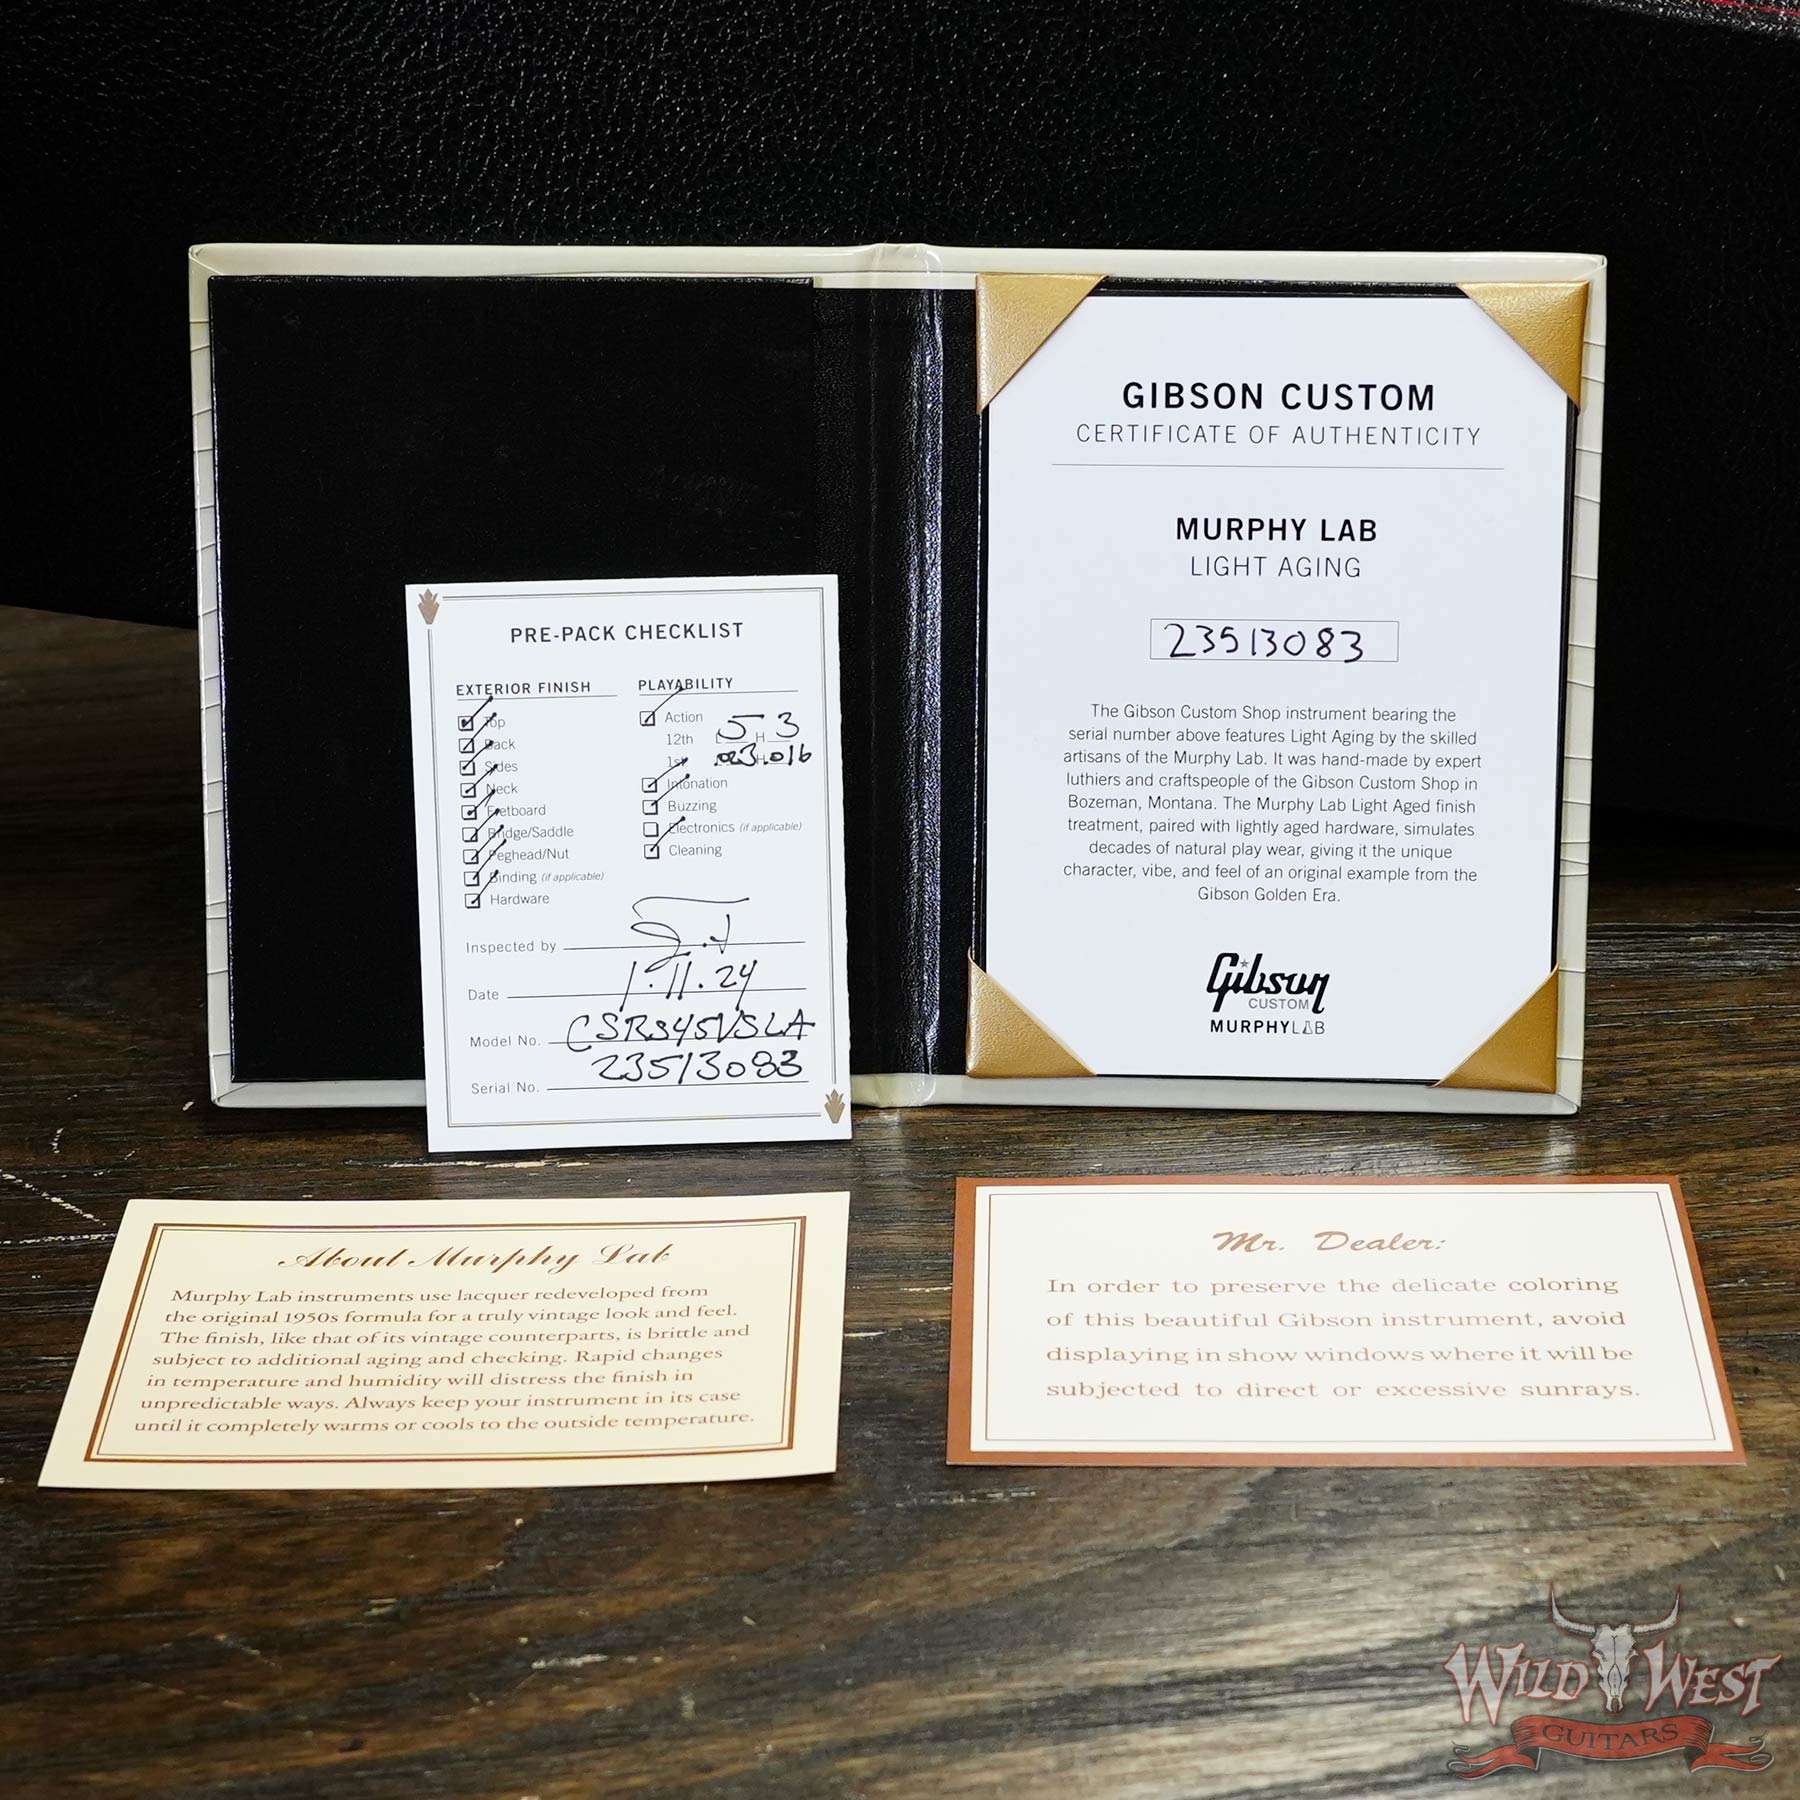 GIBSON CUSTOM
CERTIFICATE OF AUTHENTICITY
MURPHY LAB
LIGHT AGING
23513083
The Gibson Custom Shop instrument bearing the
serial number above features Light Aging by the skilled
artisans of the Murphy Lab. It was hand-made by expert
luthiers and craftspeople of the Gibson Custom Shop in
Bozeman, Montana. The Murphy Lab Light Aged finish
treatment, paired with lightly aged hardware, simulates
decades of natural play wear, giving it the unique
character, vibe, and feel of an original example from the
Gibson Golden Era.
Gibson
CUSTOM
MURPHY LAB
PRE-PACK CHECKLIST
EXTERIOR FINISH
Top
Back
Sides
Neck
Fretboard
Bridge/Saddle
Peghead/Nut
Binding (if applicable)
Hardware
PLAYABILITY
Action
12th L 5 H 3
1st .023 H .016
Intonation
Buzzing
Electronics (if applicable)
Cleaning
Inspected by
Date 1.11.24
Model No. CSRS45VSLA
Serial No. 23513083
About Murphy Lab
Murphy Lab instruments use lacquer redeveloped from
the original 1950s formula for a truly vintage look and feel.
The finish, like that of its vintage counterparts, is brittle and
subject to additional aging and checking. Rapid changes
in temperature and humidity will distress the finish in
unpredictable ways. Always keep your instrument in its case
until it completely warms or cools to the outside temperature.
Mr. Dealer:
In order to preserve the delicate coloring
of this beautiful Gibson instrument, avoid
displaying in show windows where it will be
subjected to direct or excessive sunrays.
WILD WEST
GUITARS